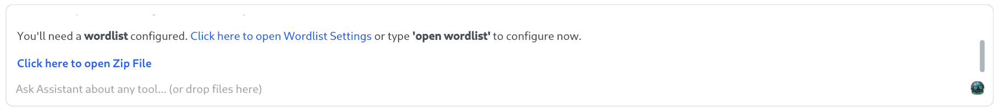 You'll need a wordlist configured. Click here to open Wordlist Settings or type 'open wordlist' to configure now.
Click here to open Zip File
Ask Assistant about any tool... (or drop files here)